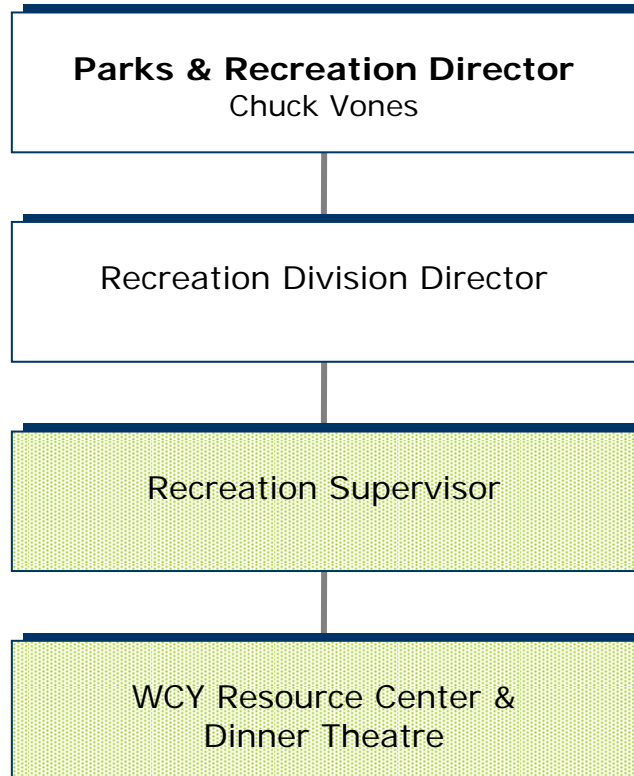 Parks & Recreation Director
Chuck Vones
Recreation Division Director
Recreation Supervisor
WCY Resource Center &
Dinner Theatre